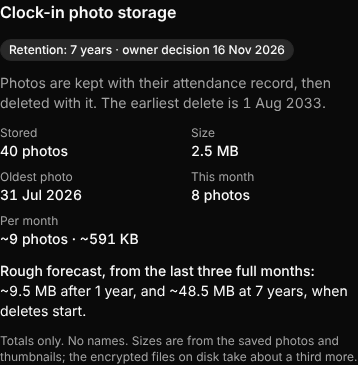 Clock-in photo storage
Retention: 7 years · owner decision 16 Nov 2026
Photos are kept with their attendance record, then
deleted with it. The earliest delete is 1 Aug 2033.
Stored
40 photos
Size
2.5 MB
Oldest photo
31 Jul 2026
This month
8 photos
Per month
~9 photos · ~591 KB
Rough forecast, from the last three full months:
~9.5 MB after 1 year, and ~48.5 MB at 7 years, when
deletes start.
Totals only. No names. Sizes are from the saved photos and
thumbnails; the encrypted files on disk take about a third more.